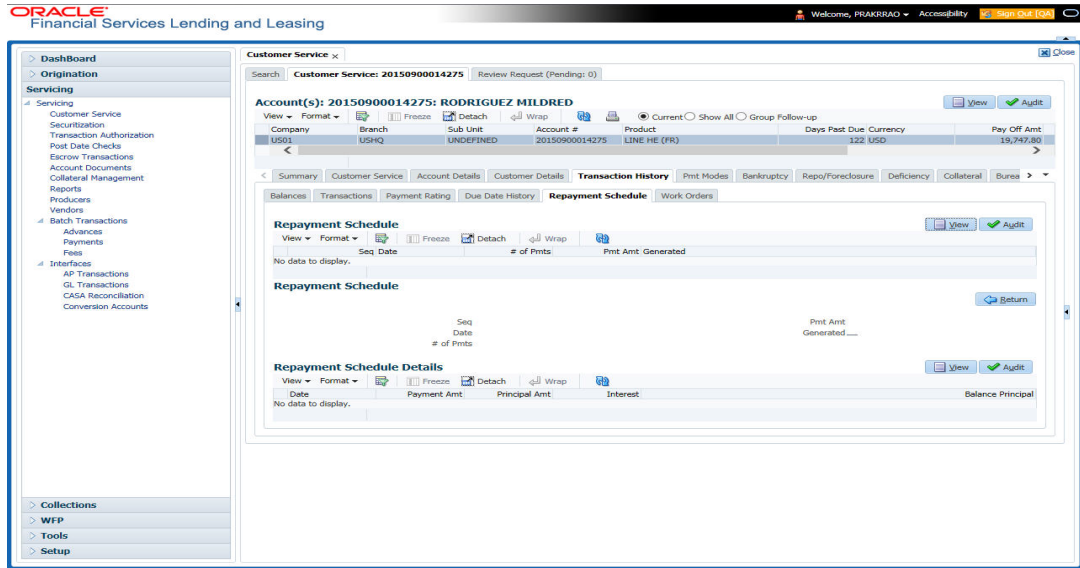 ORACLE
Financial Services Lending and Leasing
Welcome, PRAKRRAO Accessibility Sign Out [QA]
Close
DashBoard
Origination
Servicing
Servicing
Customer Service
Securitization
Transaction Authorization
Post Date Checks
Escrow Transactions
Account Documents
Collateral Management
Reports
Producers
Vendors
Batch Transactions
Advances
Payments
Fees
Interfaces
AP Transactions
GL Transactions
CASA Reconciliation
Conversion Accounts
Collections
WFP
Tools
Setup
Customer Service
Search Customer Service: 20150900014275 Review Request (Pending: 0)
Account(s): 20150900014275: RODRIGUEZ MILDRED
View Audit
View Format Freeze Detach Wrap Current Show All Group Follow-up
Company Branch Sub Unit Account # Product Days Past Due Currency Pay Off Amt
US01 USHQ UNDEFINED 20150900014275 LINE HE (FR) 122 USD 19,747.80
Summary Customer Service Account Details Customer Details Transaction History Pmt Modes Bankruptcy Repo/Foreclosure Deficiency Collateral Burea
Balances Transactions Payment Rating Due Date History Repayment Schedule Work Orders
Repayment Schedule
View Audit
View Format Freeze Detach Wrap
Seq Date # of Pmts Pmt Amt Generated
No data to display.
Repayment Schedule
Return
Seq Pmt Amt
Date Generated
# of Pmts
Repayment Schedule Details
View Audit
View Format Freeze Detach Wrap
Date Payment Amt Principal Amt Interest Balance Principal
No data to display.